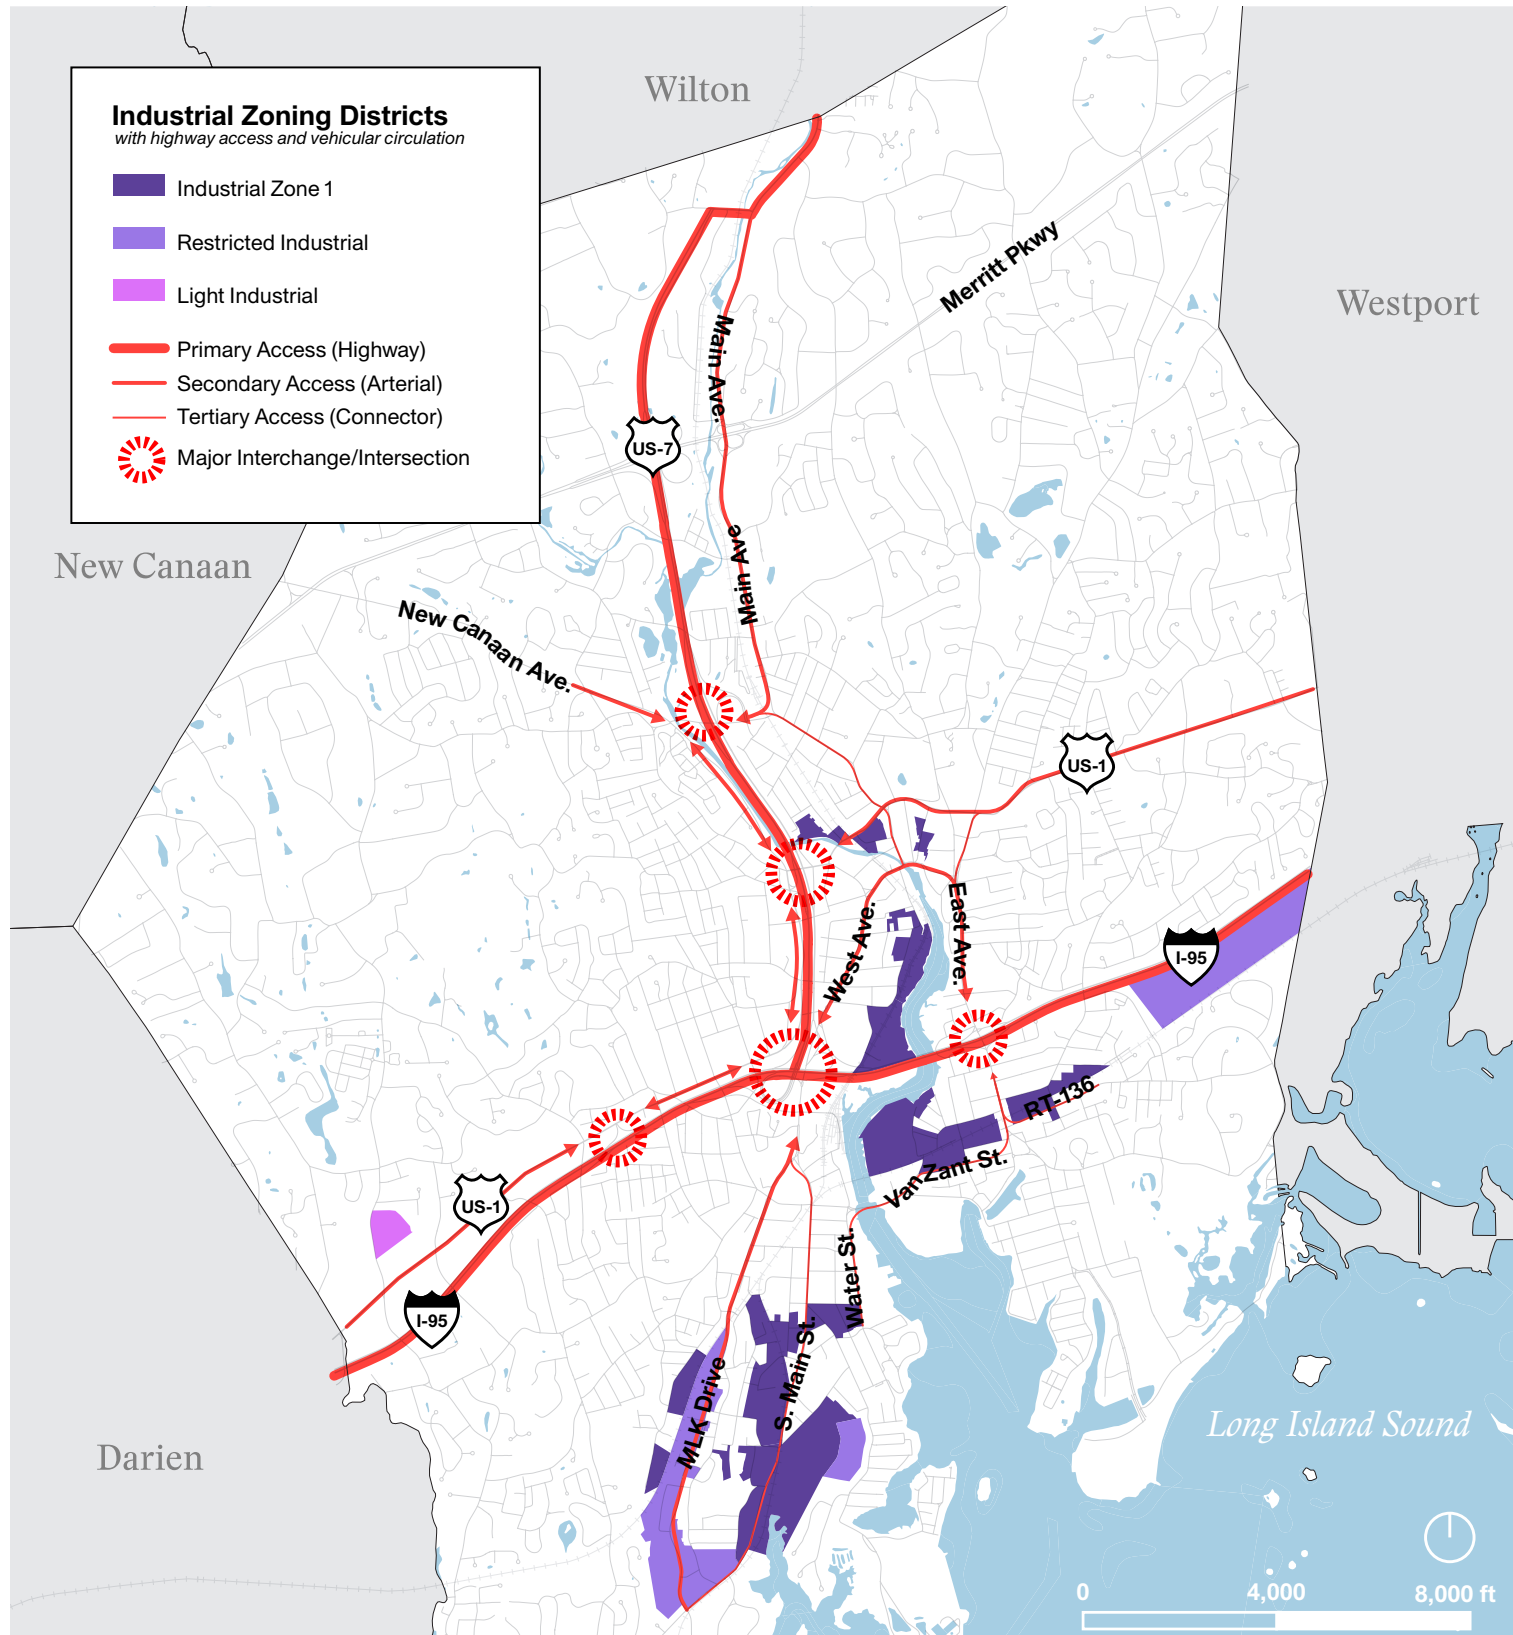 Wilton
Industrial Zoning Districts
with highway access and vehicular circulation
Industrial Zone 1
Restricted Industrial
Light Industrial
Primary Access (Highway)
Secondary Access (Arterial)
Tertiary Access (Connector)
Major Interchange/Intersection
Merritt Pkwy
Westport
Main Ave.
US-7
Main Ave
New Canaan
New Canaan Ave.
US-1
West Ave.
East Ave.
I-95
RT-136
Van Zant St.
US-1
Water St.
I-95
S. Main St.
MLK Drive
Darien
Long Island Sound
0 4,000 8,000 ft